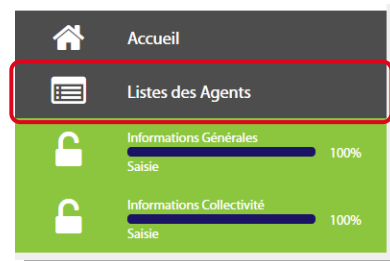 Accueil
Listes des Agents
Informations Générales
100%
Saisie
Informations Collectivité
100%
Saisie